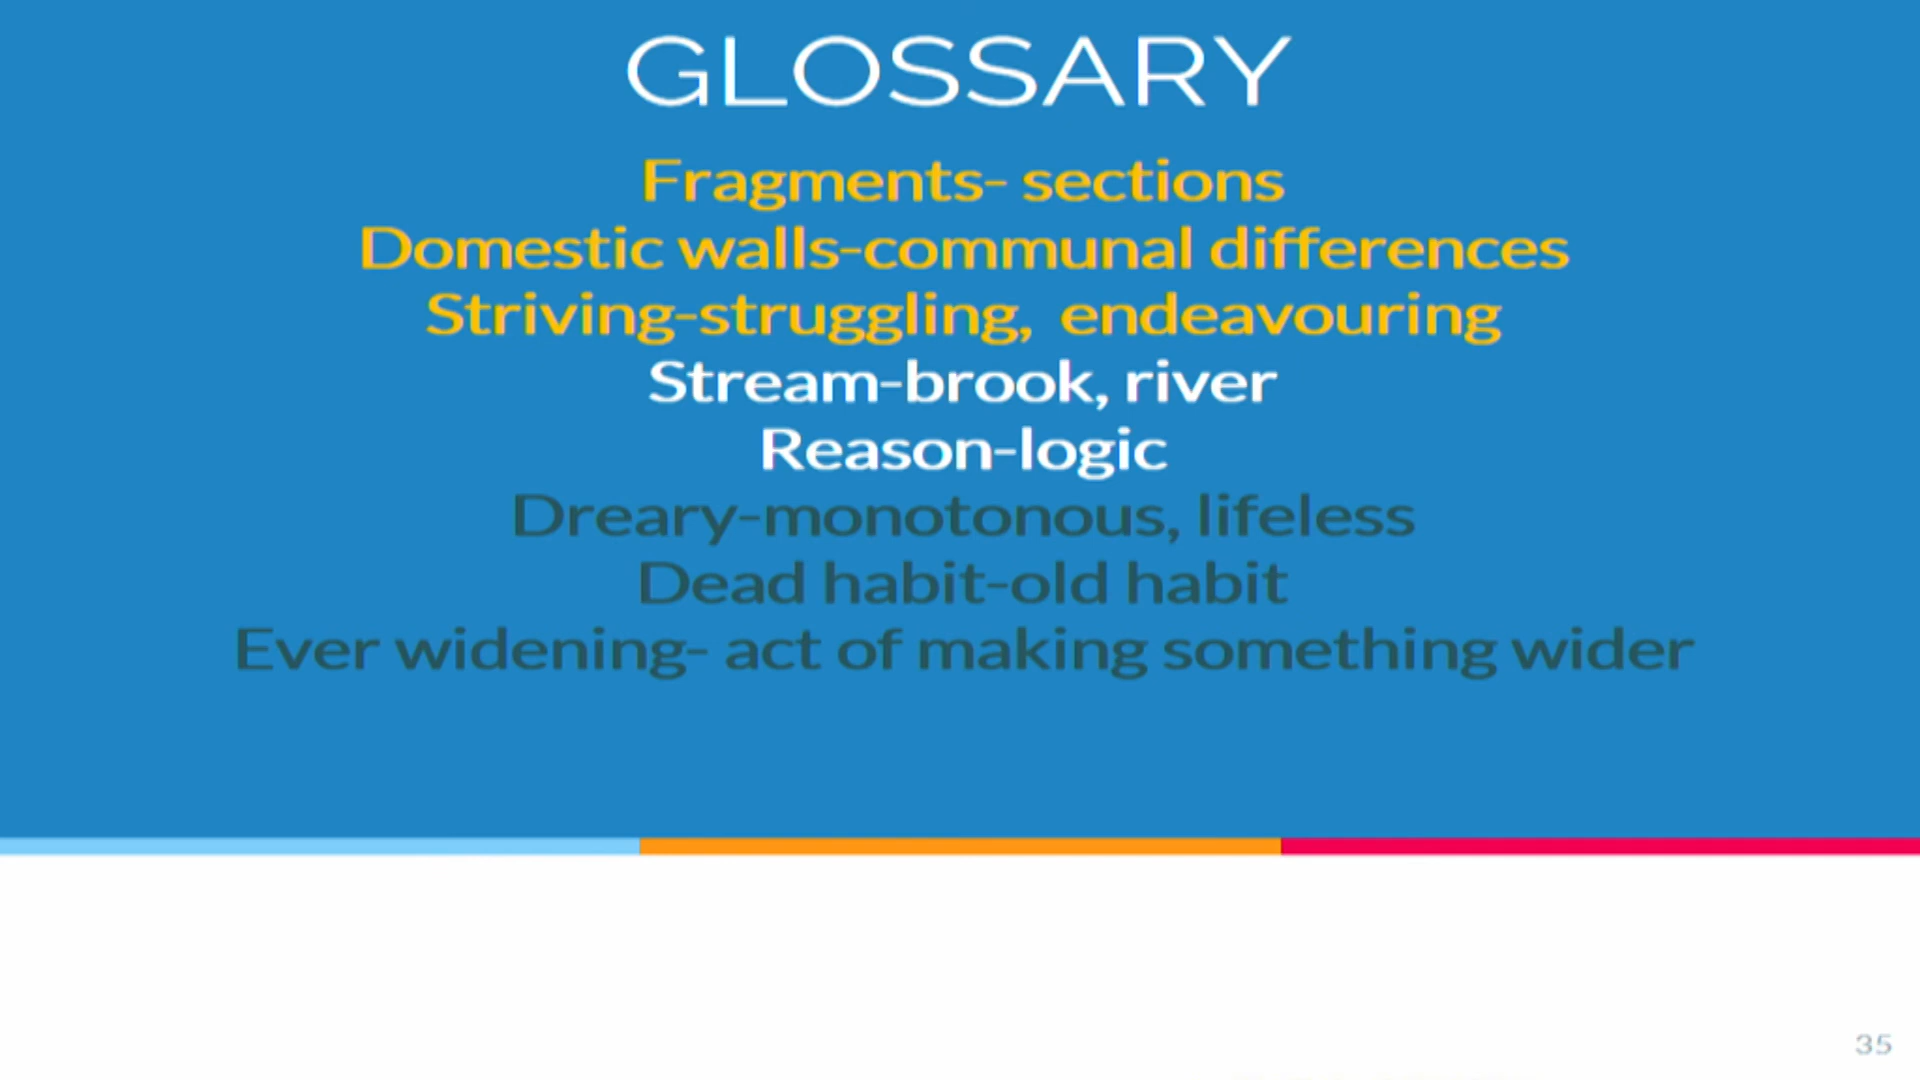 GLOSSARY
Fragments- sections
Domestic walls-communal differences
Striving-struggling, endeavouring
Stream-brook, river
Reason-logic
Dreary-monotonous, lifeless
Dead habit-old habit
Ever widening- act of making something wider
35